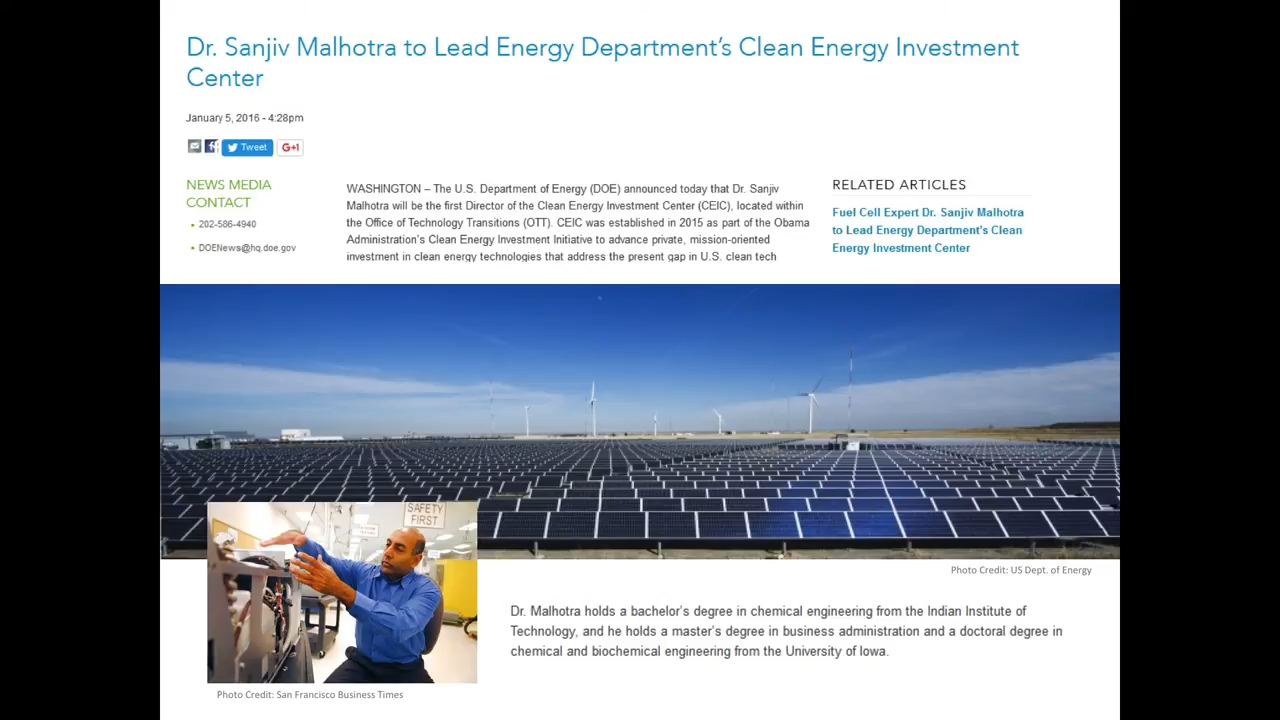 Dr. Sanjiv Malhotra to Lead Energy Department's Clean Energy Investment
Center
January 5, 2016 - 4:28pm
Tweet
G+1
NEWS MEDIA
CONTACT
202-586-4940
DOENews@hq.doe.gov
WASHINGTON – The U.S. Department of Energy (DOE) announced today that Dr. Sanjiv
Malhotra will be the first Director of the Clean Energy Investment Center (CEIC), located within
the Office of Technology Transitions (OTT). CEIC was established in 2015 as part of the Obama
Administration's Clean Energy Investment Initiative to advance private, mission-oriented
investment in clean energy technologies that address the present gap in U.S. clean tech
RELATED ARTICLES
Fuel Cell Expert Dr. Sanjiv Malhotra
to Lead Energy Department's Clean
Energy Investment Center
SAFETY
FIRST
Photo Credit: US Dept. of Energy
Dr. Malhotra holds a bachelor's degree in chemical engineering from the Indian Institute of
Technology, and he holds a master's degree in business administration and a doctoral degree in
chemical and biochemical engineering from the University of Iowa.
Photo Credit: San Francisco Business Times